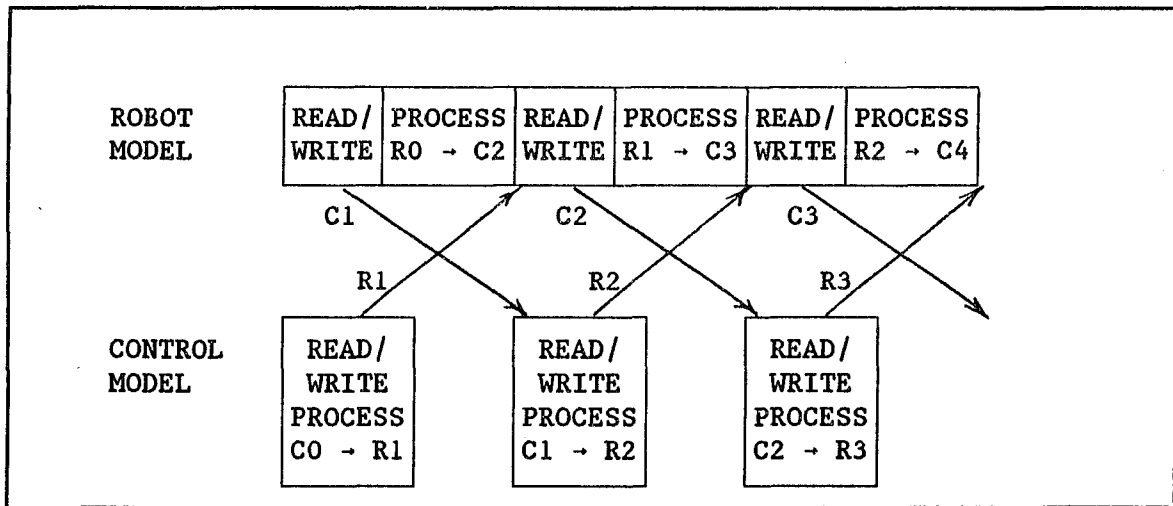 ROBOT MODEL
READ/ WRITE
PROCESS R0 → C2
READ/ WRITE
PROCESS R1 → C3
READ/ WRITE
PROCESS R2 → C4
C1
C2
C3
R1
R2
R3
CONTROL MODEL
READ/ WRITE PROCESS C0 → R1
READ/ WRITE PROCESS C1 → R2
READ/ WRITE PROCESS C2 → R3